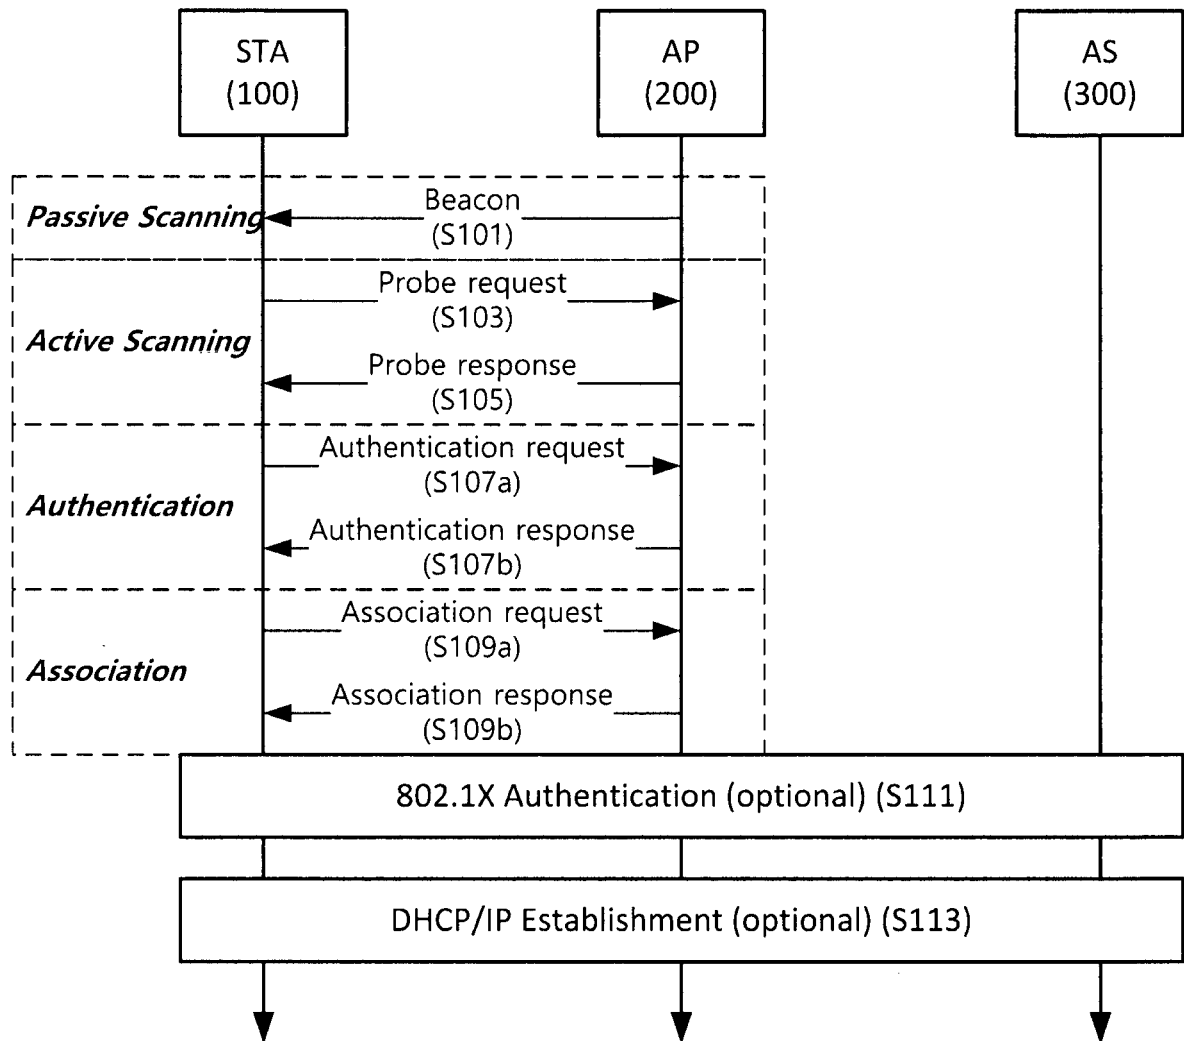 STA
(100)
AP
(200)
AS
(300)
Passive Scanning
Beacon
(S101)
Active Scanning
Probe request
(S103)
Probe response
(S105)
Authentication
Authentication request
(S107a)
Authentication response
(S107b)
Association
Association request
(S109a)
Association response
(S109b)
802.1X Authentication (optional) (S111)
DHCP/IP Establishment (optional) (S113)